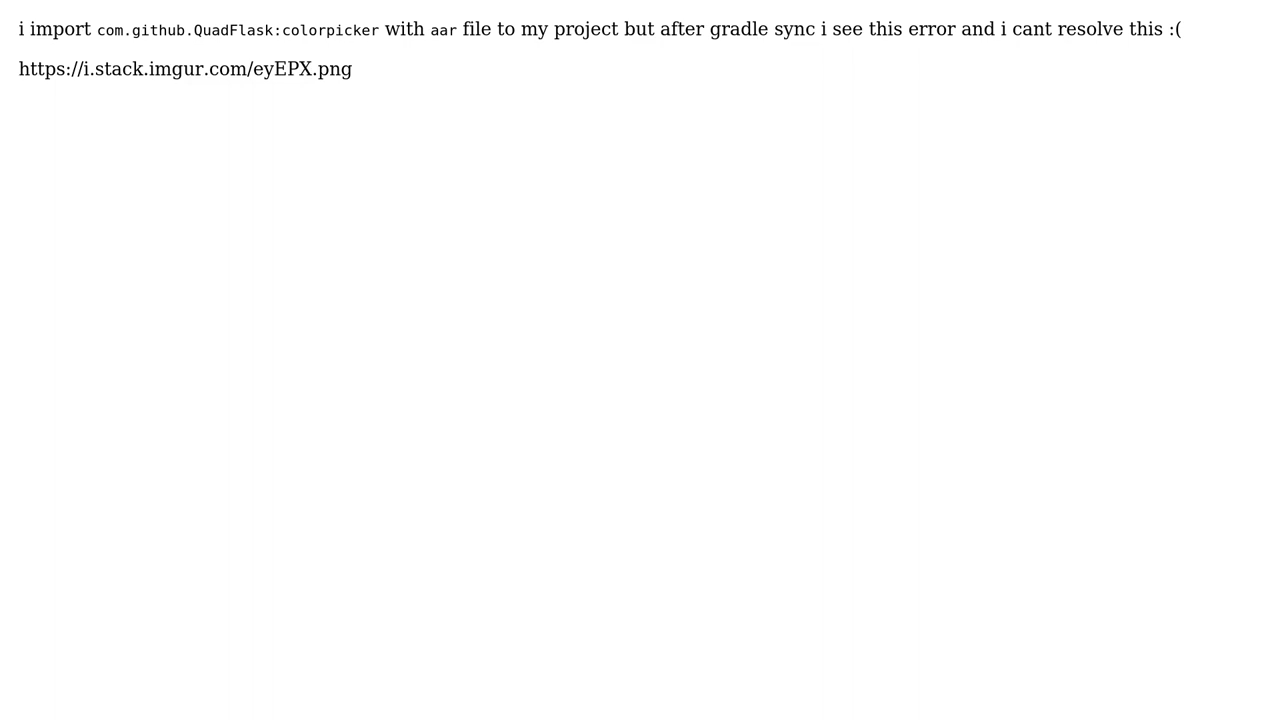 i import com.github.QuadFlask:colorpicker with aar file to my project but after gradle sync i see this error and i cant resolve this :(
https://i.stack.imgur.com/eyEPX.png